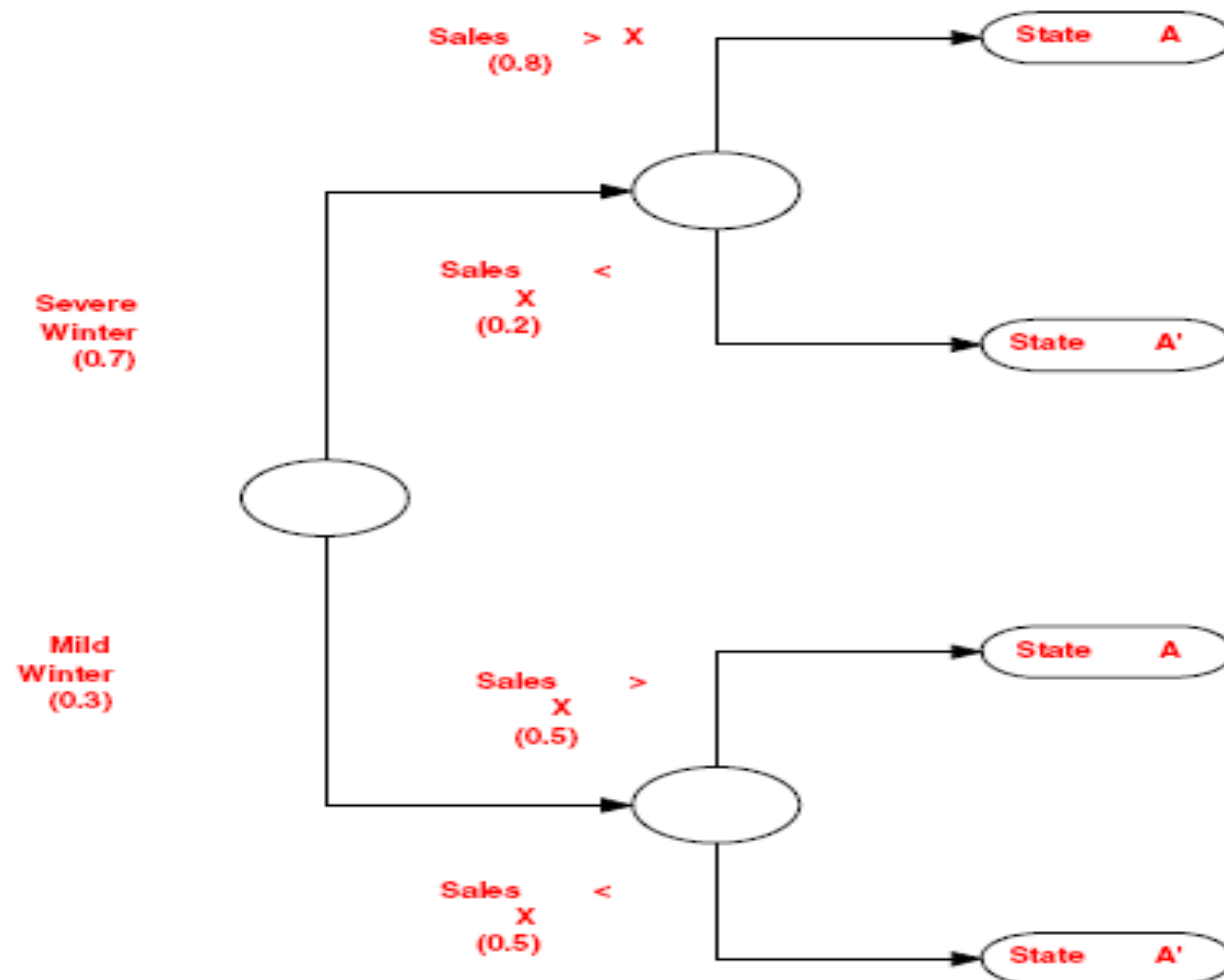 Sales > X
(0.8)
State A
Sales <
X
(0.2)
Severe
Winter
(0.7)
State A'
Mild
Winter
(0.3)
Sales >
X
(0.5)
State A
Sales <
X
(0.5)
State A'